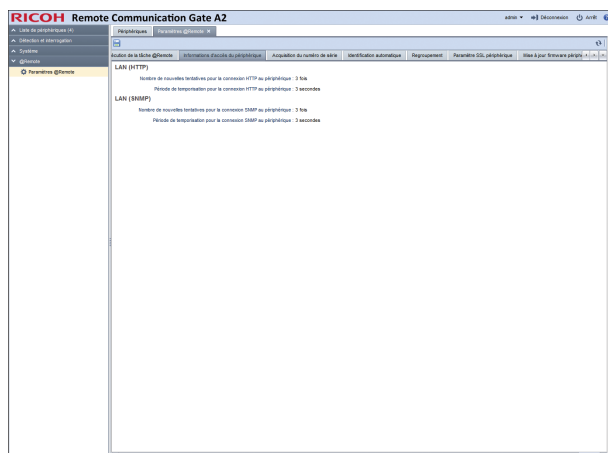 RICOH Remote Communication Gate A2
admin
Déconnexion
Arrêt
Liste de périphériques (4)
Détection et interrogation
Système
@Remote
Paramètres @Remote
Périphériques
Paramètres @Remote
écution de la tâche @Remote
Informations d'accès du périphérique
Acquisition du numéro de série
Identification automatique
Regroupement
Paramètre SSL périphérique
Mise à jour firmware périphé
LAN (HTTP)
Nombre de nouvelles tentatives pour la connexion HTTP au périphérique : 3 fois
Période de temporisation pour la connexion HTTP au périphérique : 3 secondes
LAN (SNMP)
Nombre de nouvelles tentatives pour la connexion SNMP au périphérique : 3 fois
Période de temporisation pour la connexion SNMP au périphérique : 3 secondes